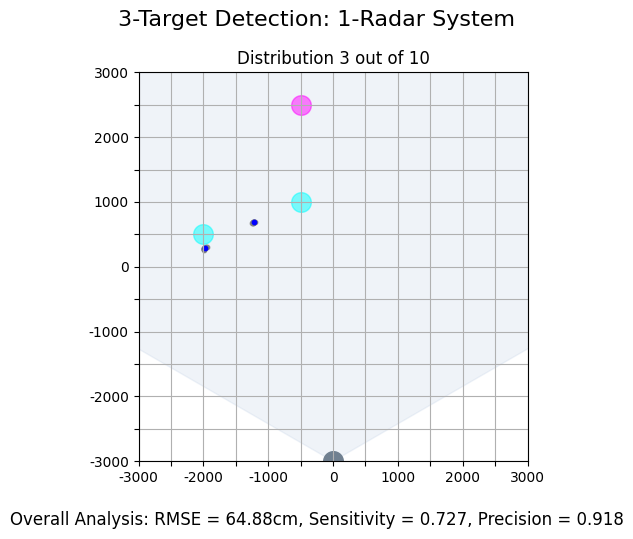 3-Target Detection: 1-Radar System
Distribution 3 out of 10
3000
2000
1000
0
-1000
-2000
-3000
-3000 -2000 -1000 0 1000 2000 3000
Overall Analysis: RMSE = 64.88cm, Sensitivity = 0.727, Precision = 0.918